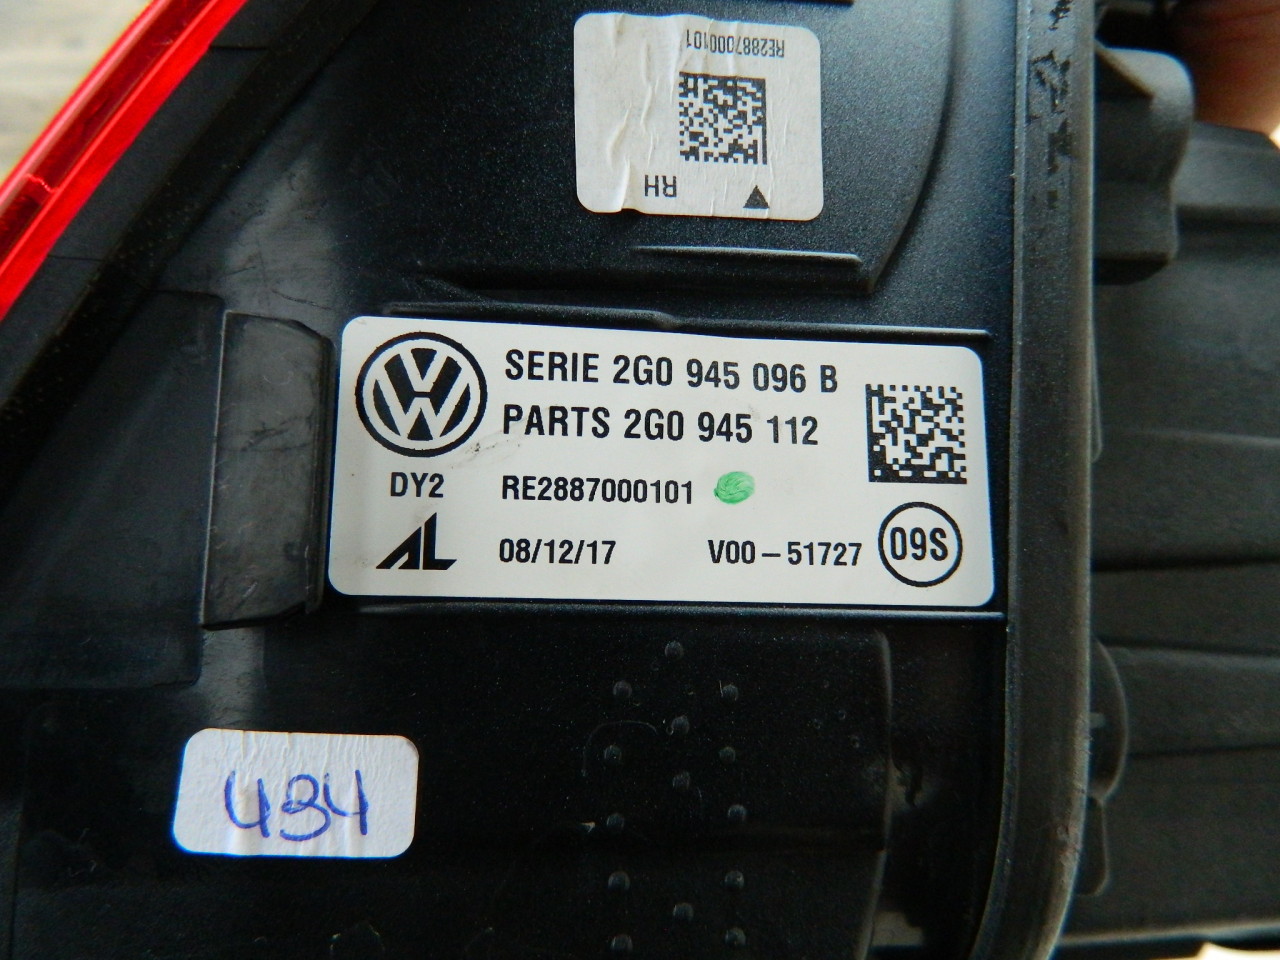 RE2887000101
RH
SERIE 2G0 945 096 B
PARTS 2G0 945 112
DY2
RE2887000101
AL
08/12/17
V00-51727
09S
434